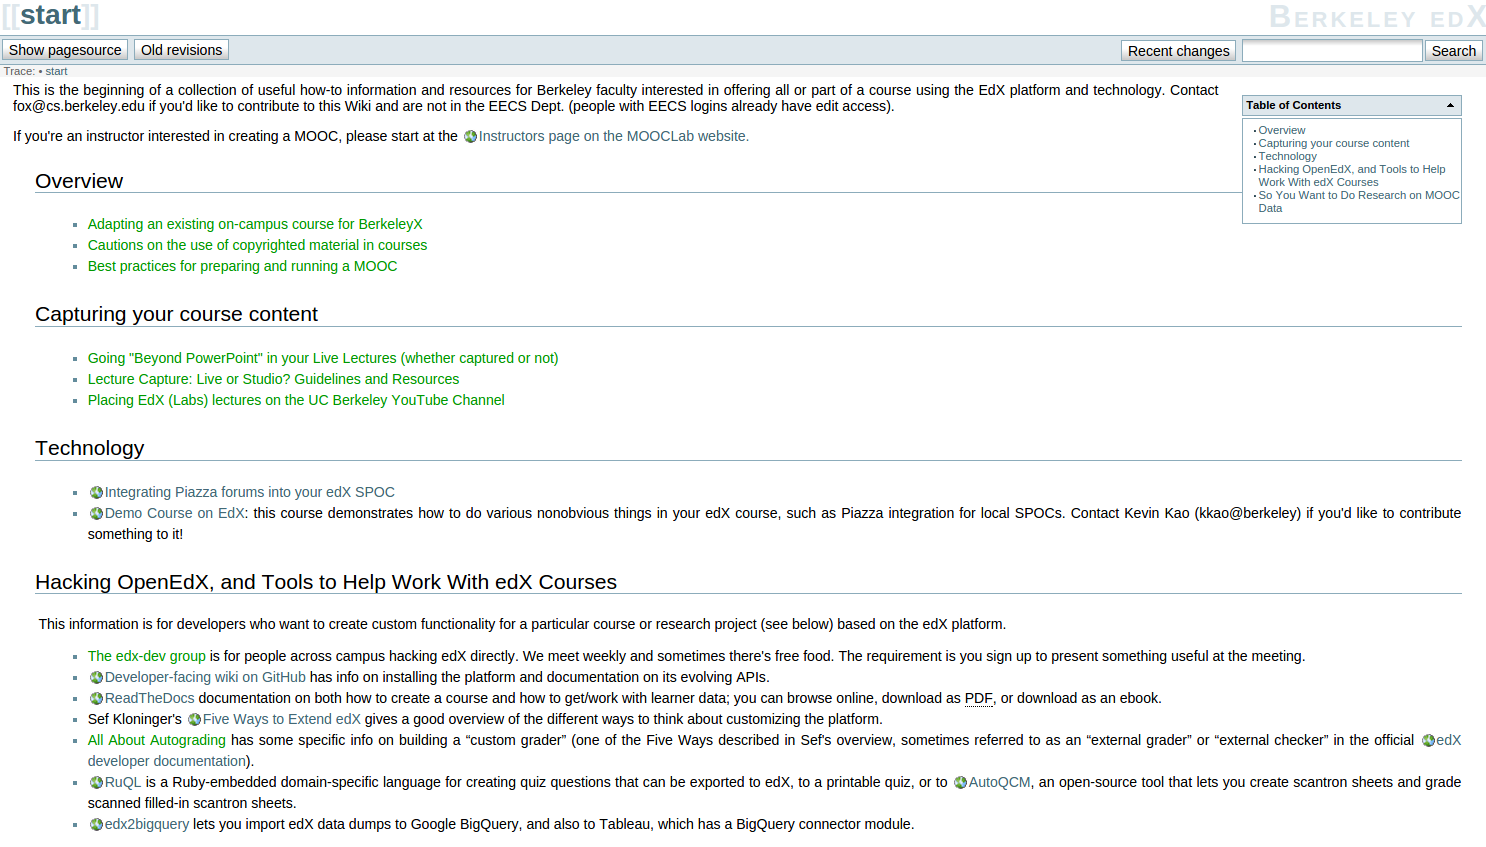 [[start]]
Berkeley edX
Show pagesource
Old revisions
Recent changes
Search
Trace: • start
This is the beginning of a collection of useful how-to information and resources for Berkeley faculty interested in offering all or part of a course using the EdX platform and technology. Contact
fox@cs.berkeley.edu if you'd like to contribute to this Wiki and are not in the EECS Dept. (people with EECS logins already have edit access).
If you're an instructor interested in creating a MOOC, please start at the Instructors page on the MOOCLab website.
Table of Contents
Overview
Capturing your course content
Technology
Hacking OpenEdX, and Tools to Help
Work With edX Courses
So You Want to Do Research on MOOC
Data
Overview
Adapting an existing on-campus course for BerkeleyX
Cautions on the use of copyrighted material in courses
Best practices for preparing and running a MOOC
Capturing your course content
Going "Beyond PowerPoint" in your Live Lectures (whether captured or not)
Lecture Capture: Live or Studio? Guidelines and Resources
Placing EdX (Labs) lectures on the UC Berkeley YouTube Channel
Technology
Integrating Piazza forums into your edX SPOC
Demo Course on EdX: this course demonstrates how to do various nonobvious things in your edX course, such as Piazza integration for local SPOCs. Contact Kevin Kao (kkao@berkeley) if you'd like to contribute
something to it!
Hacking OpenEdX, and Tools to Help Work With edX Courses
This information is for developers who want to create custom functionality for a particular course or research project (see below) based on the edX platform.
The edx-dev group is for people across campus hacking edX directly. We meet weekly and sometimes there's free food. The requirement is you sign up to present something useful at the meeting.
Developer-facing wiki on GitHub has info on installing the platform and documentation on its evolving APIs.
ReadTheDocs documentation on both how to create a course and how to get/work with learner data; you can browse online, download as PDF, or download as an ebook.
Sef Kloninger's Five Ways to Extend edX gives a good overview of the different ways to think about customizing the platform.
All About Autograding has some specific info on building a “custom grader” (one of the Five Ways described in Sef's overview, sometimes referred to as an “external grader” or “external checker” in the official edX
developer documentation).
RuQL is a Ruby-embedded domain-specific language for creating quiz questions that can be exported to edX, to a printable quiz, or to AutoQCM, an open-source tool that lets you create scantron sheets and grade
scanned filled-in scantron sheets.
edx2bigquery lets you import edX data dumps to Google BigQuery, and also to Tableau, which has a BigQuery connector module.